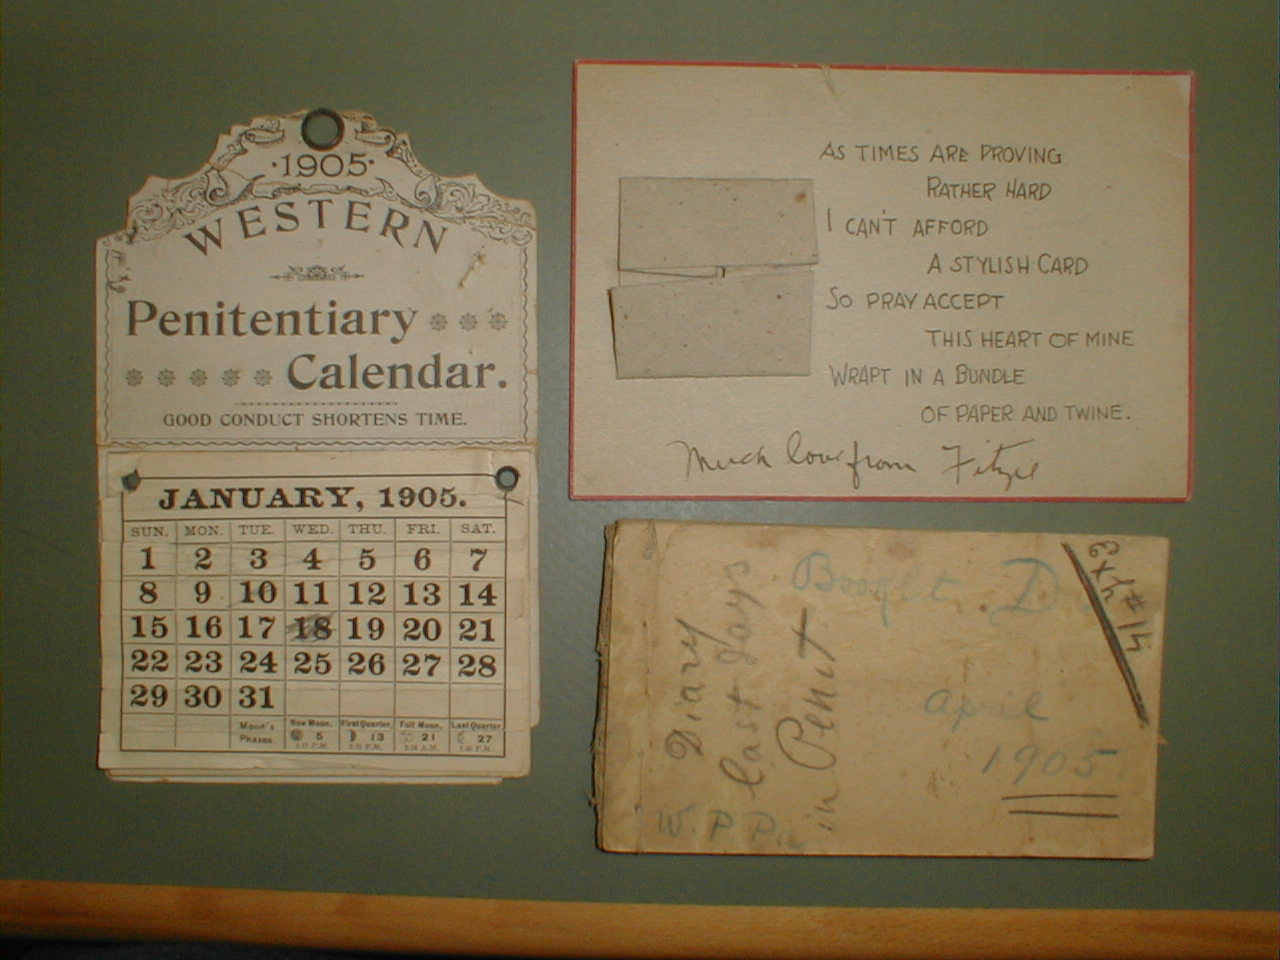 ·1905·
WESTERN
Penitentiary
Calendar.
GOOD CONDUCT SHORTENS TIME.
JANUARY, 1905.
SUN. MON. TUE. WED. THU. FRI. SAT.
1 2 3 4 5 6 7
8 9 10 11 12 13 14
15 16 17 18 19 20 21
22 23 24 25 26 27 28
29 30 31
Moon's Phases. New Moon, 5 First Quarter, 13 Full Moon, 21 Last Quarter, 27
AS TIMES ARE PROVING
RATHER HARD
I CAN'T AFFORD
A STYLISH CARD
SO PRAY ACCEPT
THIS HEART OF MINE
WRAPT IN A BUNDLE
OF PAPER AND TWINE.
Much love from Fitzie
Diary
Last days
in Penit
W. P. Pa
Booklet. D.
April
1905
Exh #14